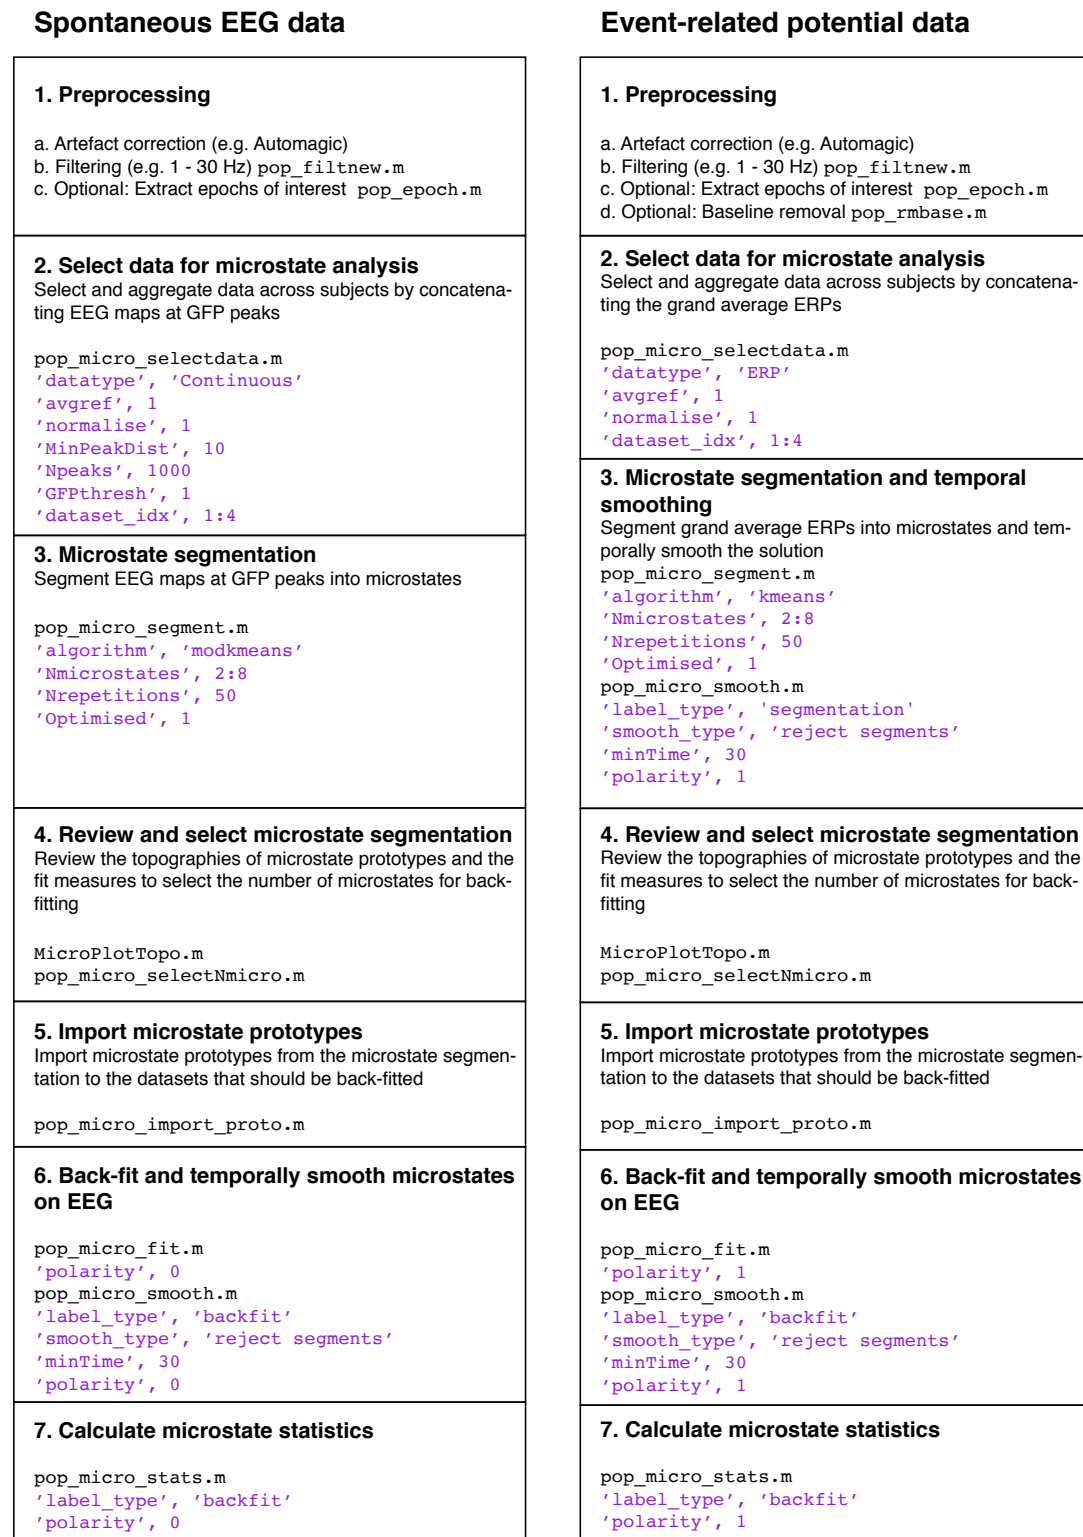 Spontaneous EEG data
1. Preprocessing
a. Artefact correction (e.g. Automagic)
b. Filtering (e.g. 1 - 30 Hz) pop_filtnew.m
c. Optional: Extract epochs of interest pop_epoch.m
2. Select data for microstate analysis
Select and aggregate data across subjects by concatena-
ting EEG maps at GFP peaks
pop_micro_selectdata.m
’datatype’, ’Continuous’
’avgref’, 1
’normalise’, 1
’MinPeakDist’, 10
’Npeaks’, 1000
’GFPthresh’, 1
’dataset_idx’, 1:4
3. Microstate segmentation
Segment EEG maps at GFP peaks into microstates
pop_micro_segment.m
’algorithm’, ’modkmeans’
’Nmicrostates’, 2:8
’Nrepetitions’, 50
’Optimised’, 1
4. Review and select microstate segmentation
Review the topographies of microstate prototypes and the
fit measures to select the number of microstates for back-
fitting
MicroPlotTopo.m
pop_micro_selectNmicro.m
5. Import microstate prototypes
Import microstate prototypes from the microstate segmen-
tation to the datasets that should be back-fitted
pop_micro_import_proto.m
6. Back-fit and temporally smooth microstates
on EEG
pop_micro_fit.m
’polarity’, 0
pop_micro_smooth.m
’label_type’, ’backfit’
’smooth_type’, ’reject segments’
’minTime’, 30
’polarity’, 0
7. Calculate microstate statistics
pop_micro_stats.m
’label_type’, ’backfit’
’polarity’, 0
Event-related potential data
1. Preprocessing
a. Artefact correction (e.g. Automagic)
b. Filtering (e.g. 1 - 30 Hz) pop_filtnew.m
c. Optional: Extract epochs of interest pop_epoch.m
d. Optional: Baseline removal pop_rmbase.m
2. Select data for microstate analysis
Select and aggregate data across subjects by concatena-
ting the grand average ERPs
pop_micro_selectdata.m
’datatype’, ’ERP’
’avgref’, 1
’normalise’, 1
’dataset_idx’, 1:4
3. Microstate segmentation and temporal
smoothing
Segment grand average ERPs into microstates and tem-
porally smooth the solution
pop_micro_segment.m
’algorithm’, ’kmeans’
’Nmicrostates’, 2:8
’Nrepetitions’, 50
’Optimised’, 1
pop_micro_smooth.m
’label_type’, 'segmentation'
’smooth_type’, ’reject segments’
’minTime’, 30
’polarity’, 1
4. Review and select microstate segmentation
Review the topographies of microstate prototypes and the
fit measures to select the number of microstates for back-
fitting
MicroPlotTopo.m
pop_micro_selectNmicro.m
5. Import microstate prototypes
Import microstate prototypes from the microstate segmen-
tation to the datasets that should be back-fitted
pop_micro_import_proto.m
6. Back-fit and temporally smooth microstates
on EEG
pop_micro_fit.m
’polarity’, 1
pop_micro_smooth.m
’label_type’, ’backfit’
’smooth_type’, ’reject segments’
’minTime’, 30
’polarity’, 1
7. Calculate microstate statistics
pop_micro_stats.m
’label_type’, ’backfit’
’polarity’, 1